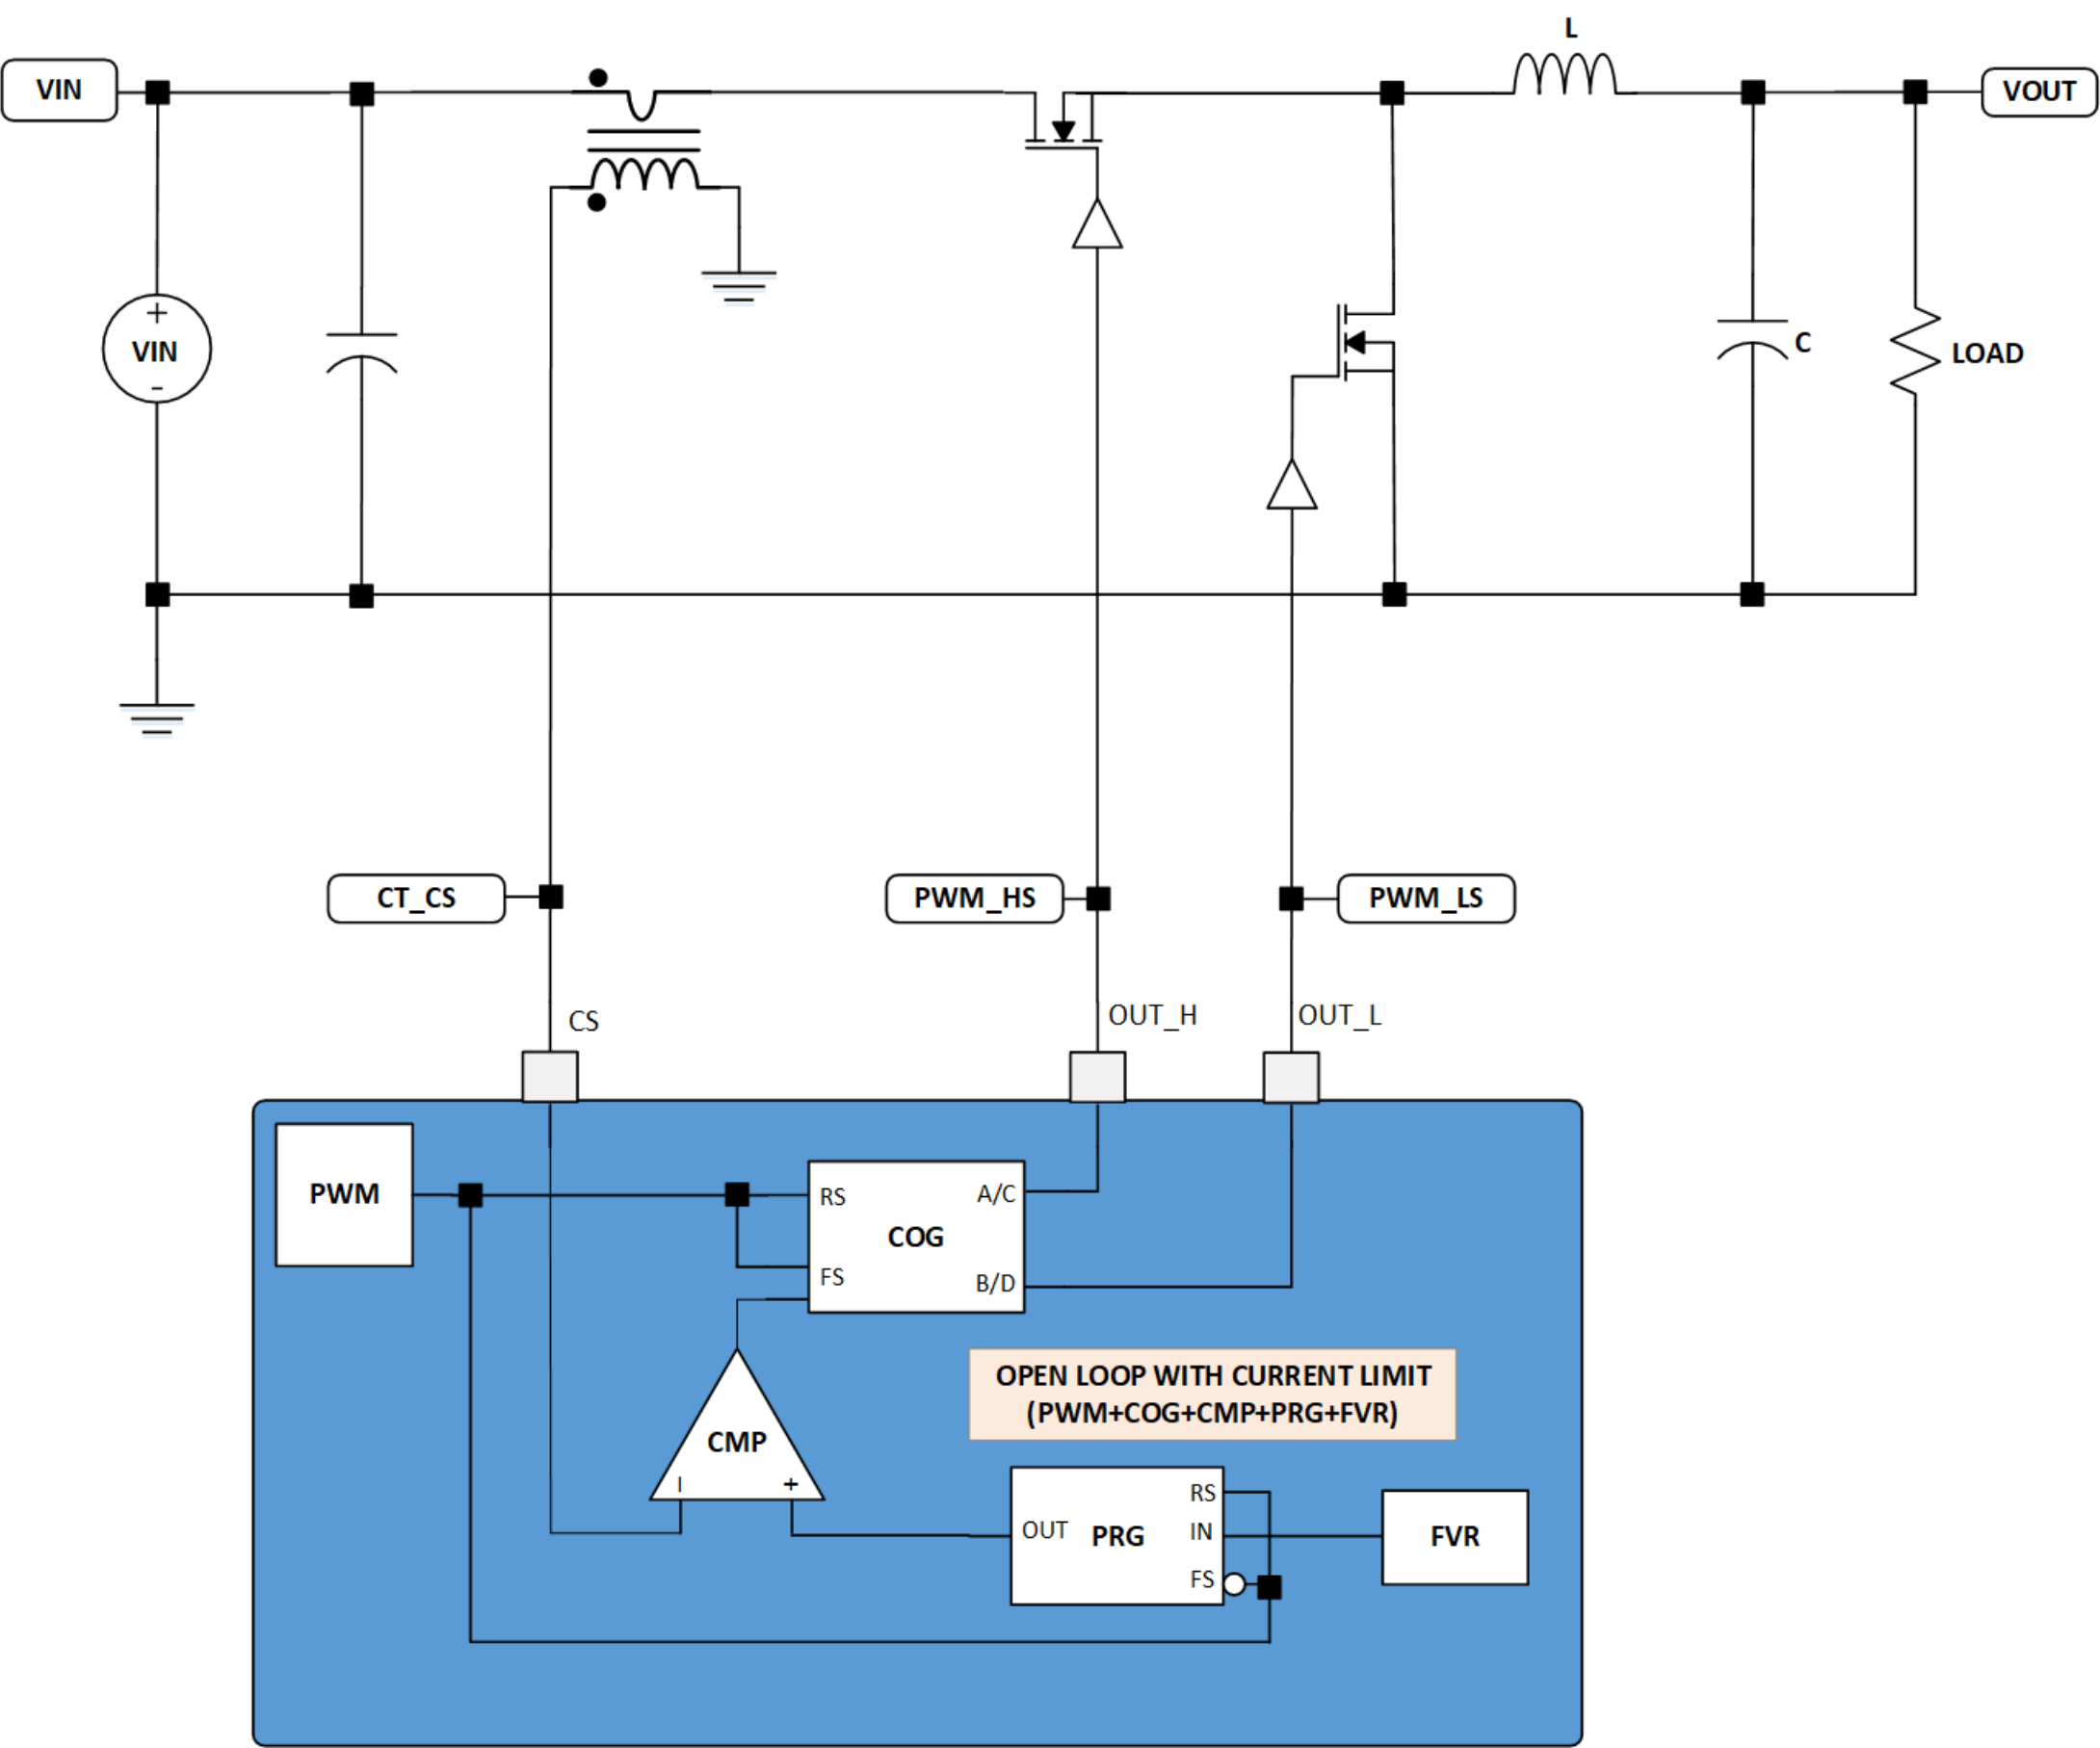 L
VIN
VOUT
+
VIN
-
C
LOAD
CT_CS
PWM_HS
PWM_LS
CS
OUT_H
OUT_L
PWM
RS
A/C
COG
FS
B/D
OPEN LOOP WITH CURRENT LIMIT
(PWM+COG+CMP+PRG+FVR)
CMP
I
+
RS
OUT
PRG
IN
FVR
FS